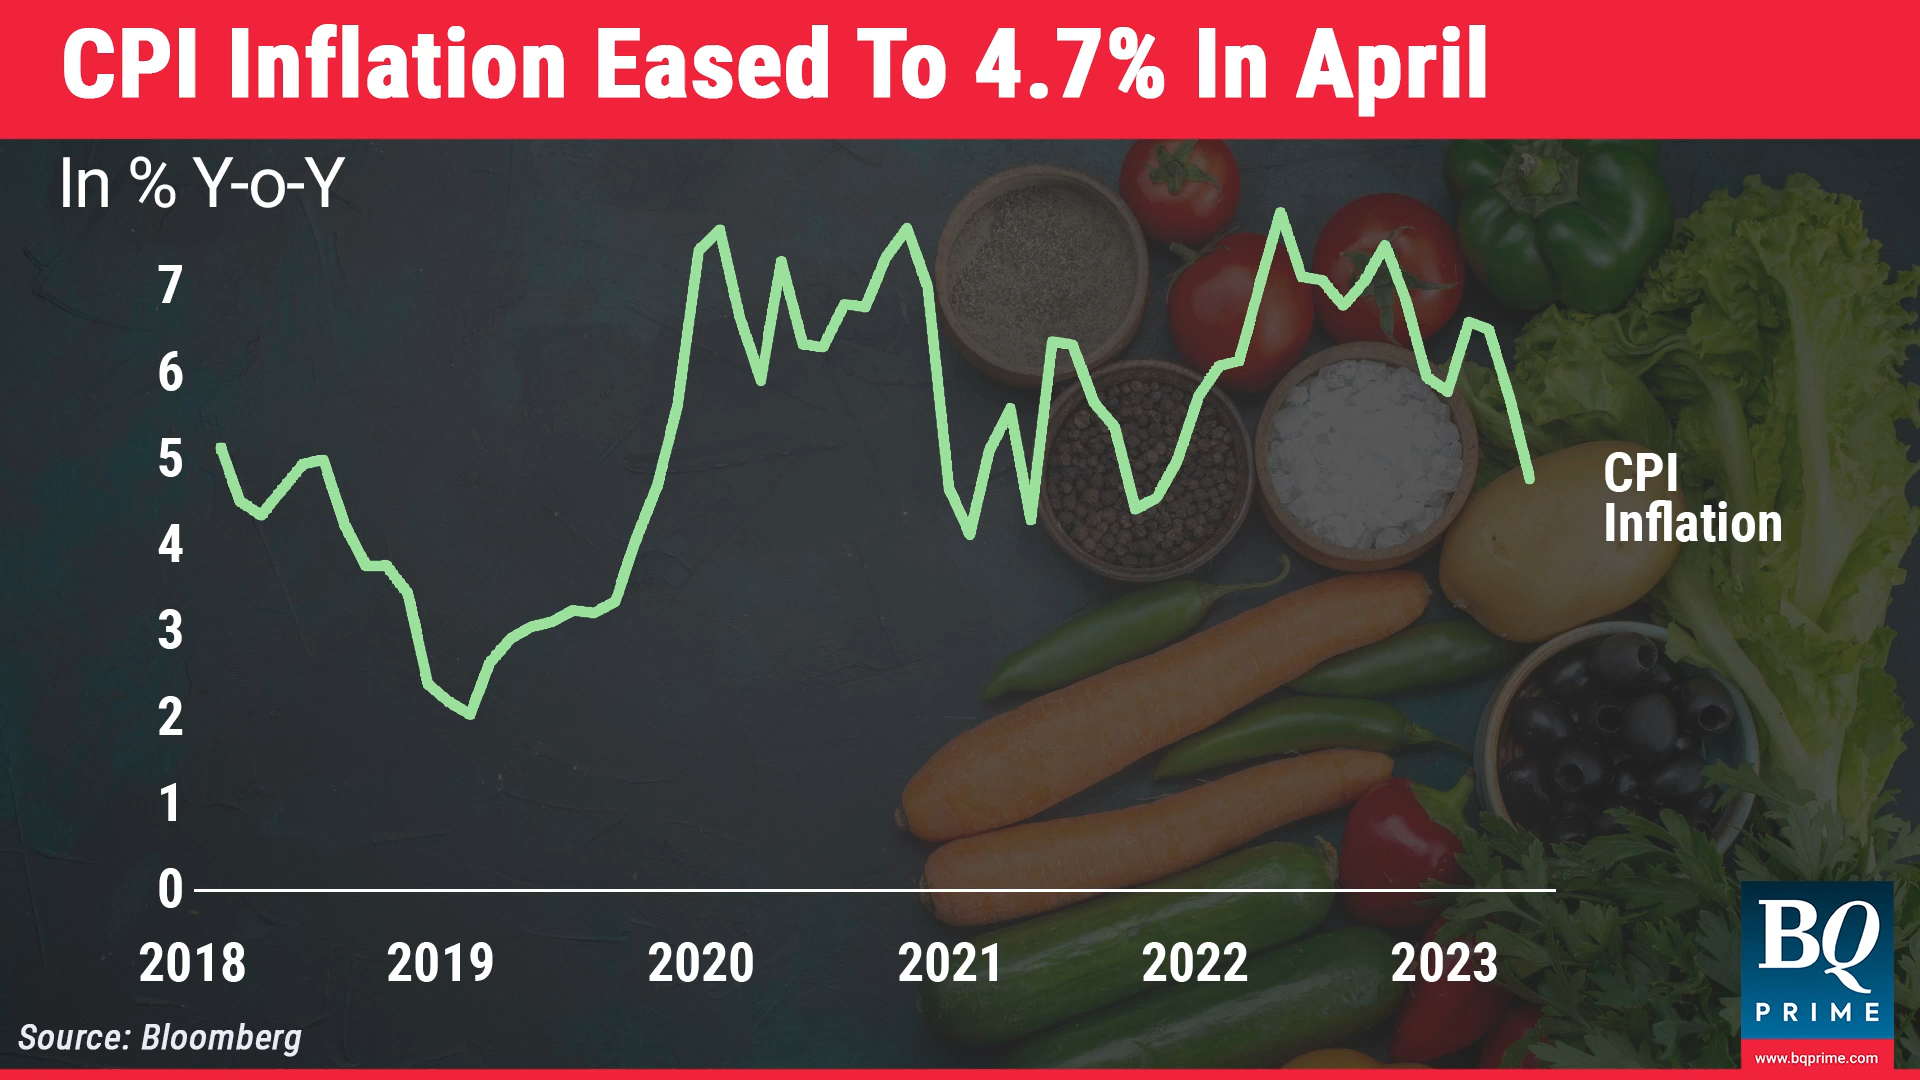 CPI Inflation Eased To 4.7% In April
In % Y-o-Y
7
6
5
4
3
2
1
0
2018 2019 2020 2021 2022 2023
CPI
Inflation
Source: Bloomberg
BQ
PRIME
www.bqprime.com